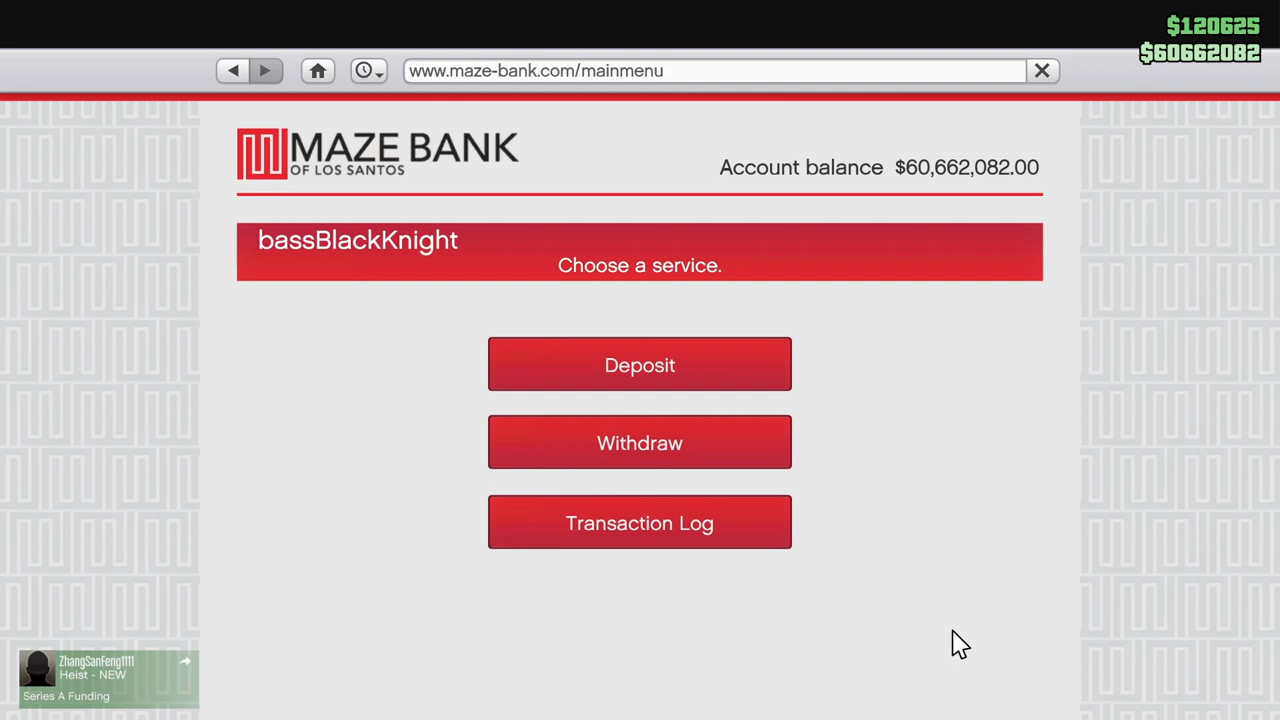 $120625
$60662082
www.maze-bank.com/mainmenu
MAZE BANK
OF LOS SANTOS
Account balance $60,662,082.00
bassBlackKnight
Choose a service.
Deposit
Withdraw
Transaction Log
ZhangSanFeng1111
Heist - NEW
Series A Funding